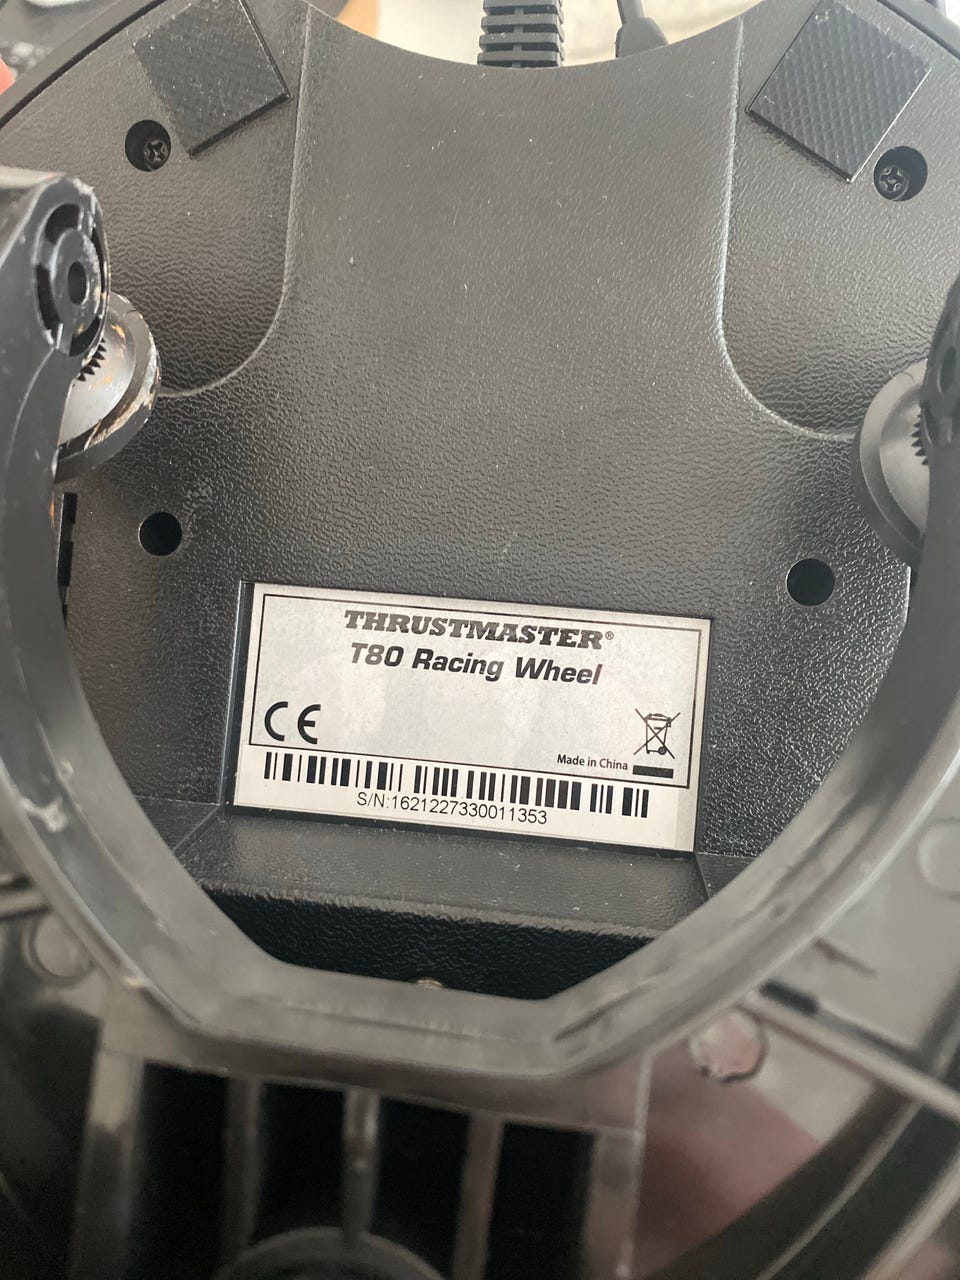 THRUSTMASTER®
T80 Racing Wheel
CE
Made in China
S/N:1621227330011353